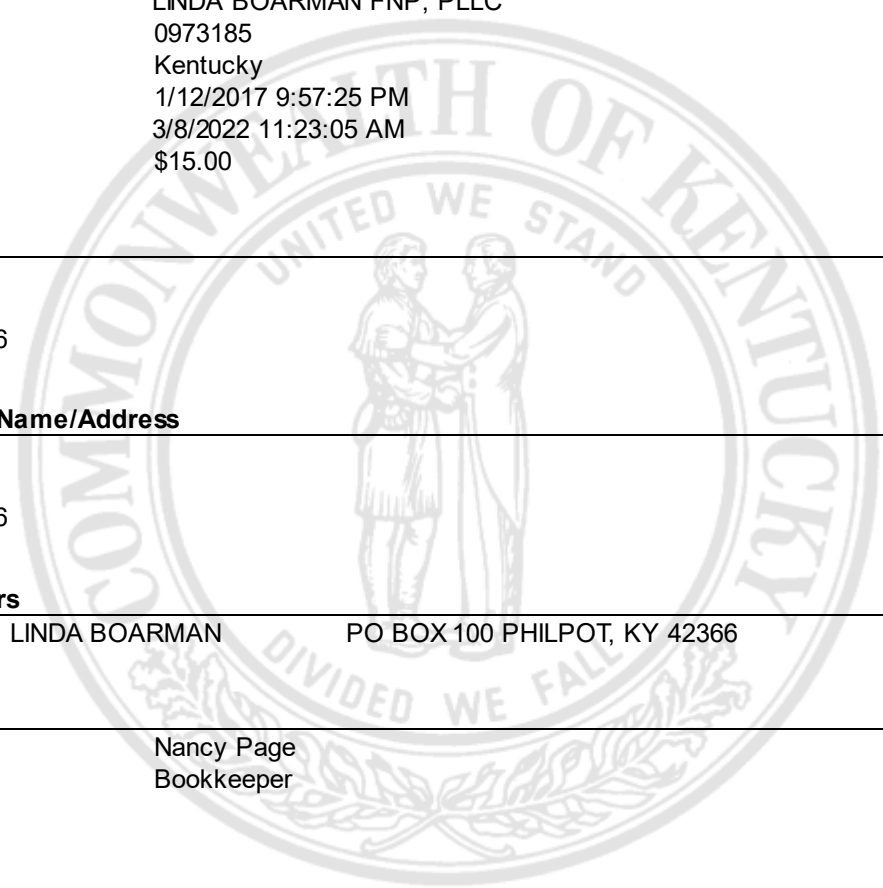 LINDA BOARMAN FNP, PLLC
0973185
Kentucky
1/12/2017 9:57:25 PM
3/8/2022 11:23:05 AM
$15.00
COMMONWEALTH OF KENTUCKY
UNITED WE STAND
6
Name/Address
6
rs
LINDA BOARMAN PO BOX 100 PHILPOT, KY 42366
DIVIDED WE FALL
Nancy Page
Bookkeeper